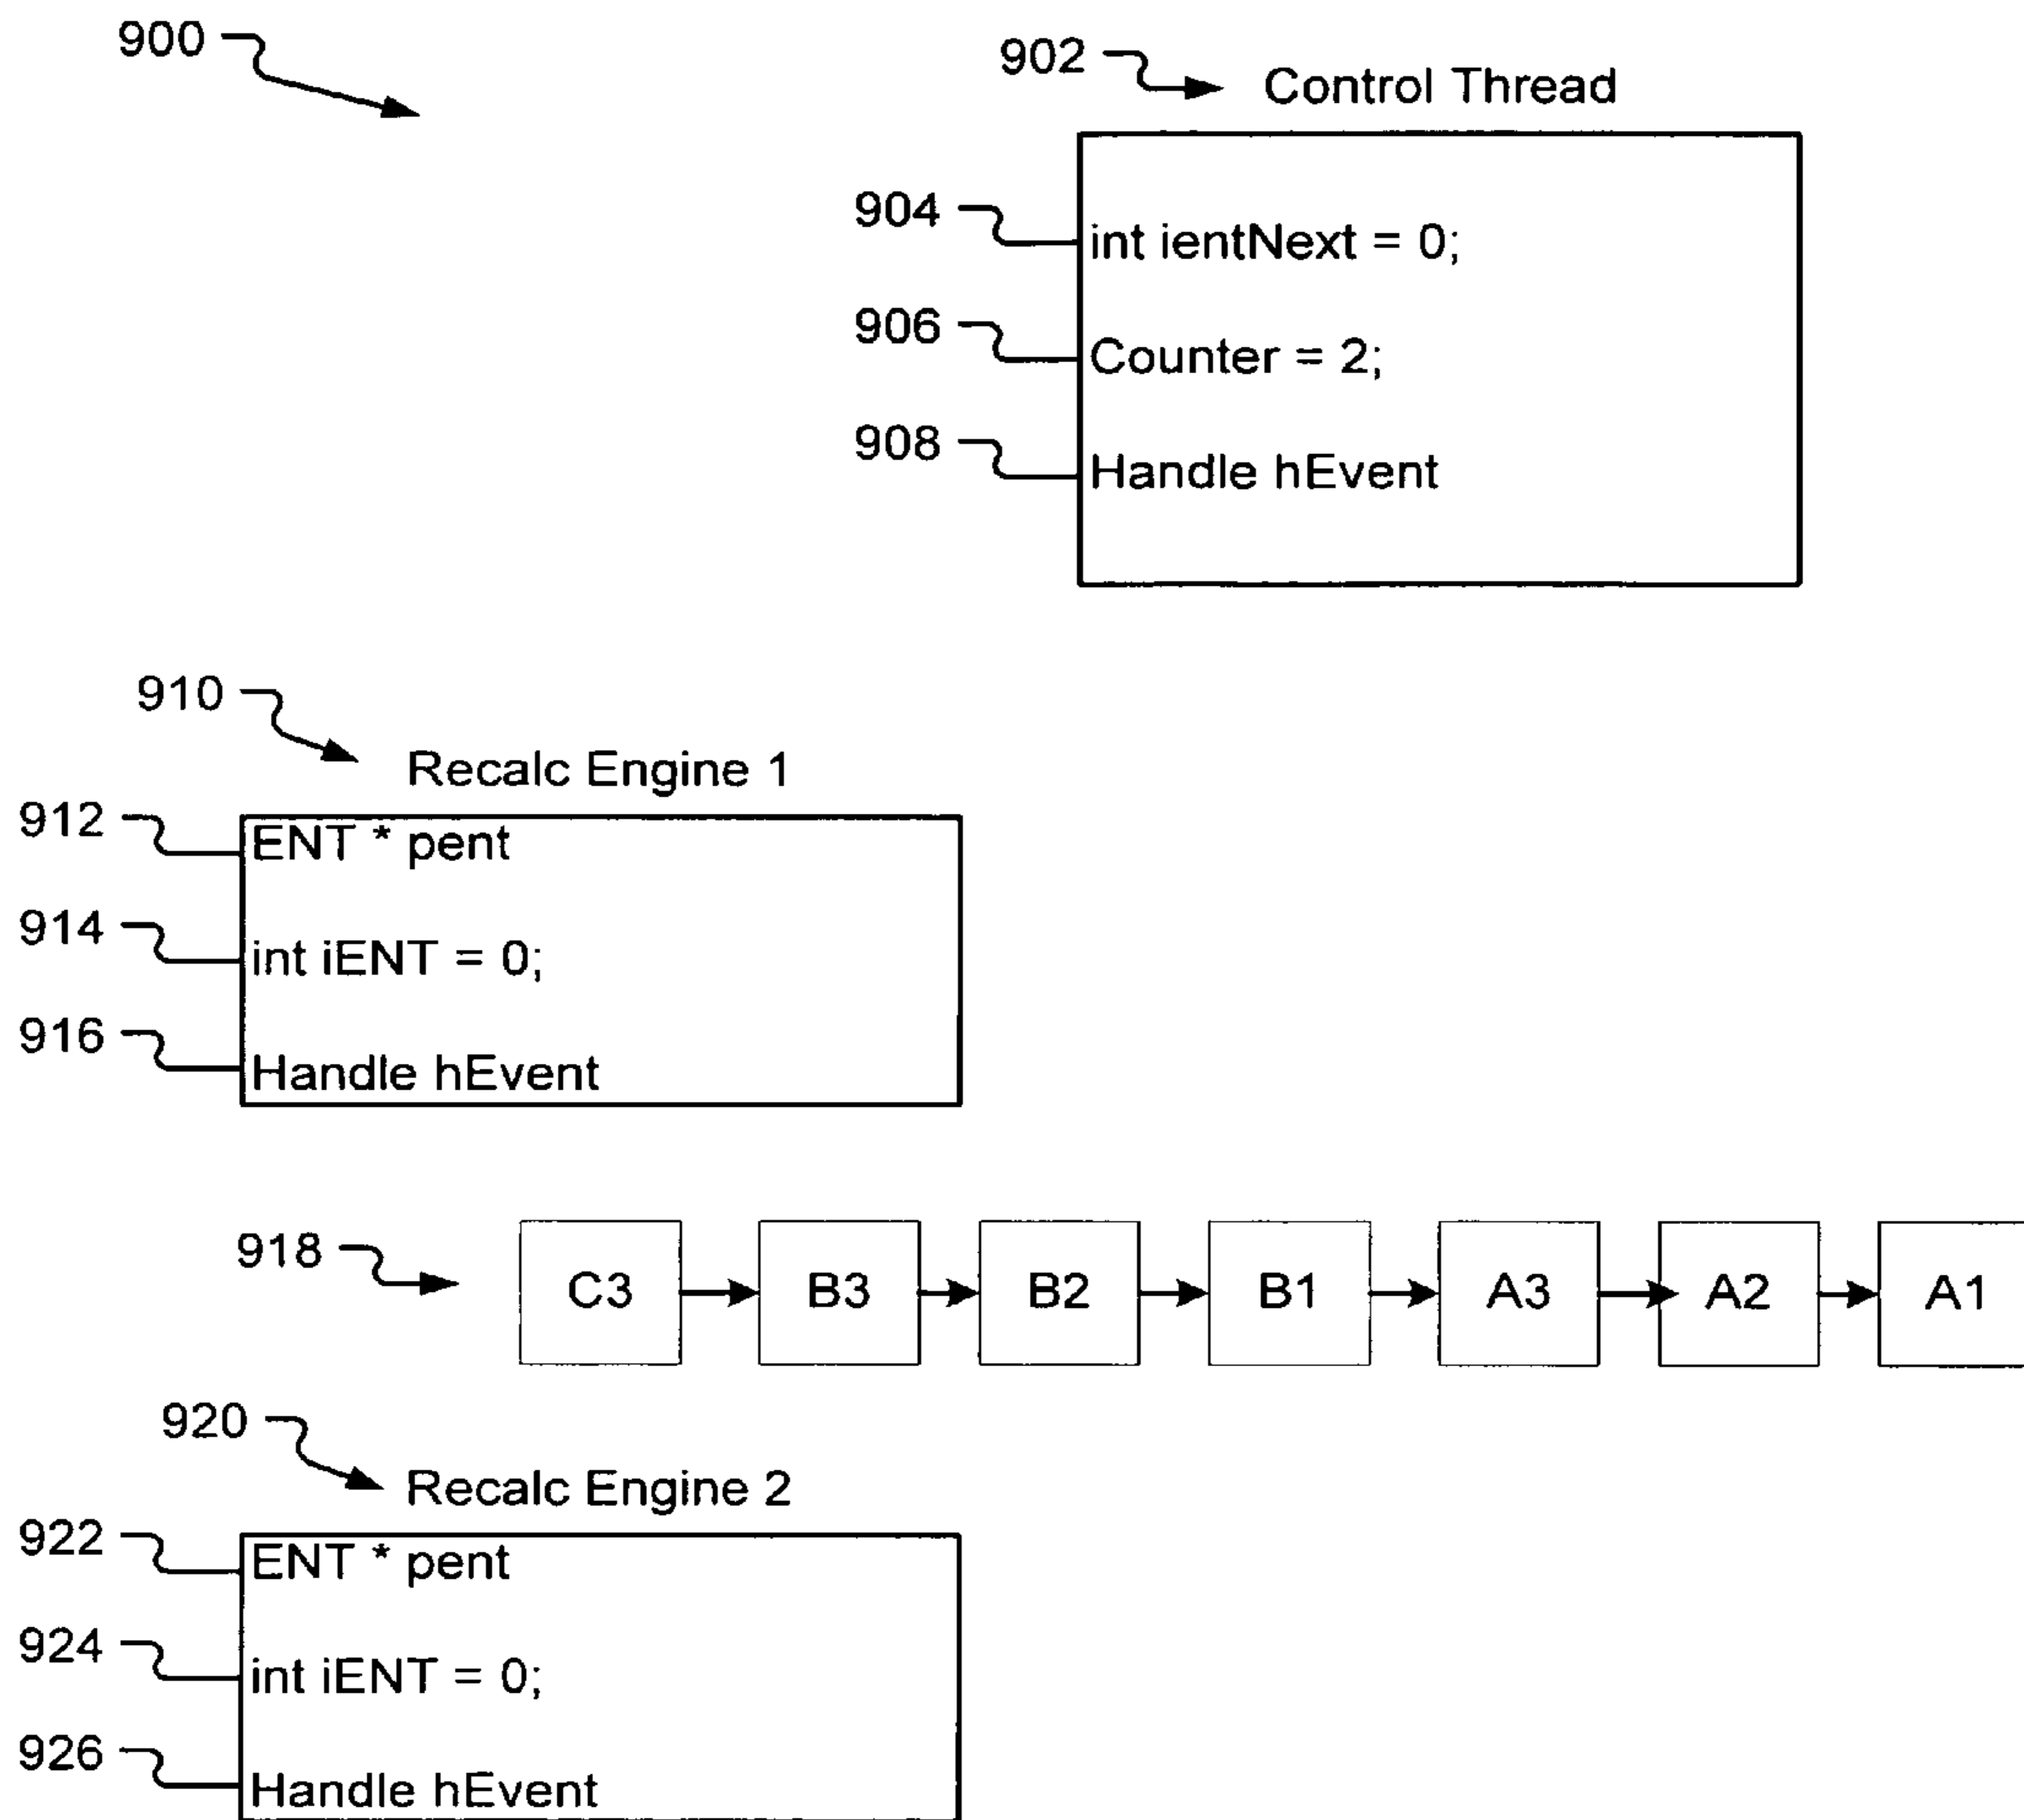 900
902 Control Thread
904 int ientNext = 0;
906 Counter = 2;
908 Handle hEvent
910 Recalc Engine 1
912 ENT * pent
914 int iENT = 0;
916 Handle hEvent
918 C3 B3 B2 B1 A3 A2 A1
920 Recalc Engine 2
922 ENT * pent
924 int iENT = 0;
926 Handle hEvent